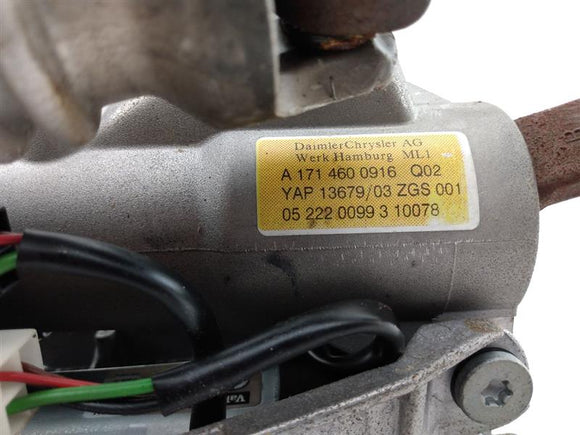 DaimlerChrysler AG
Werk Hamburg ML1
A 171 460 0916 Q02
YAP 13679/03 ZGS 001
05 222 0099 3 10078